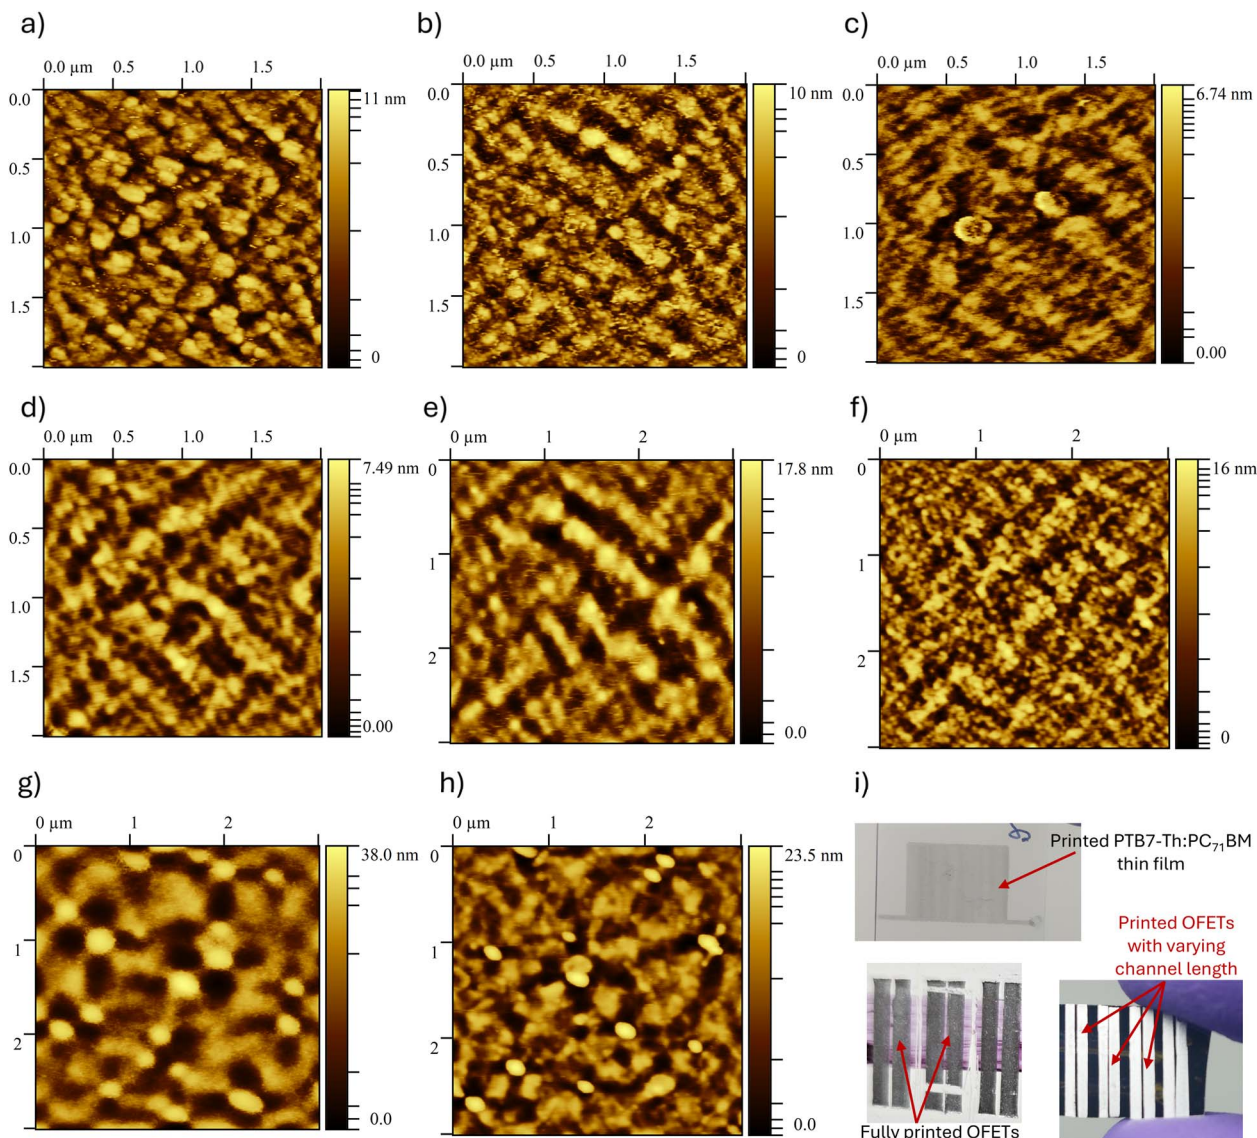 a)
0.0 µm 0.5 1.0 1.5
0.0
0.5
1.0
1.5
11 nm
0
b)
0.0 µm 0.5 1.0 1.5
0.0
0.5
1.0
1.5
10 nm
0
c)
0.0 µm 0.5 1.0 1.5
0.0
0.5
1.0
1.5
6.74 nm
0.00
d)
0.0 µm 0.5 1.0 1.5
0.0
0.5
1.0
1.5
7.49 nm
0.00
e)
0 µm 1 2
0
1
2
17.8 nm
0.0
f)
0 µm 1 2
0
1
2
16 nm
0
g)
0 µm 1 2
0
1
2
38.0 nm
0.0
h)
0 µm 1 2
0
1
2
23.5 nm
0.0
i)
Printed PTB7-Th:PC₇₁BM
thin film
Printed OFETs
with varying
channel length
Fully printed OFETs